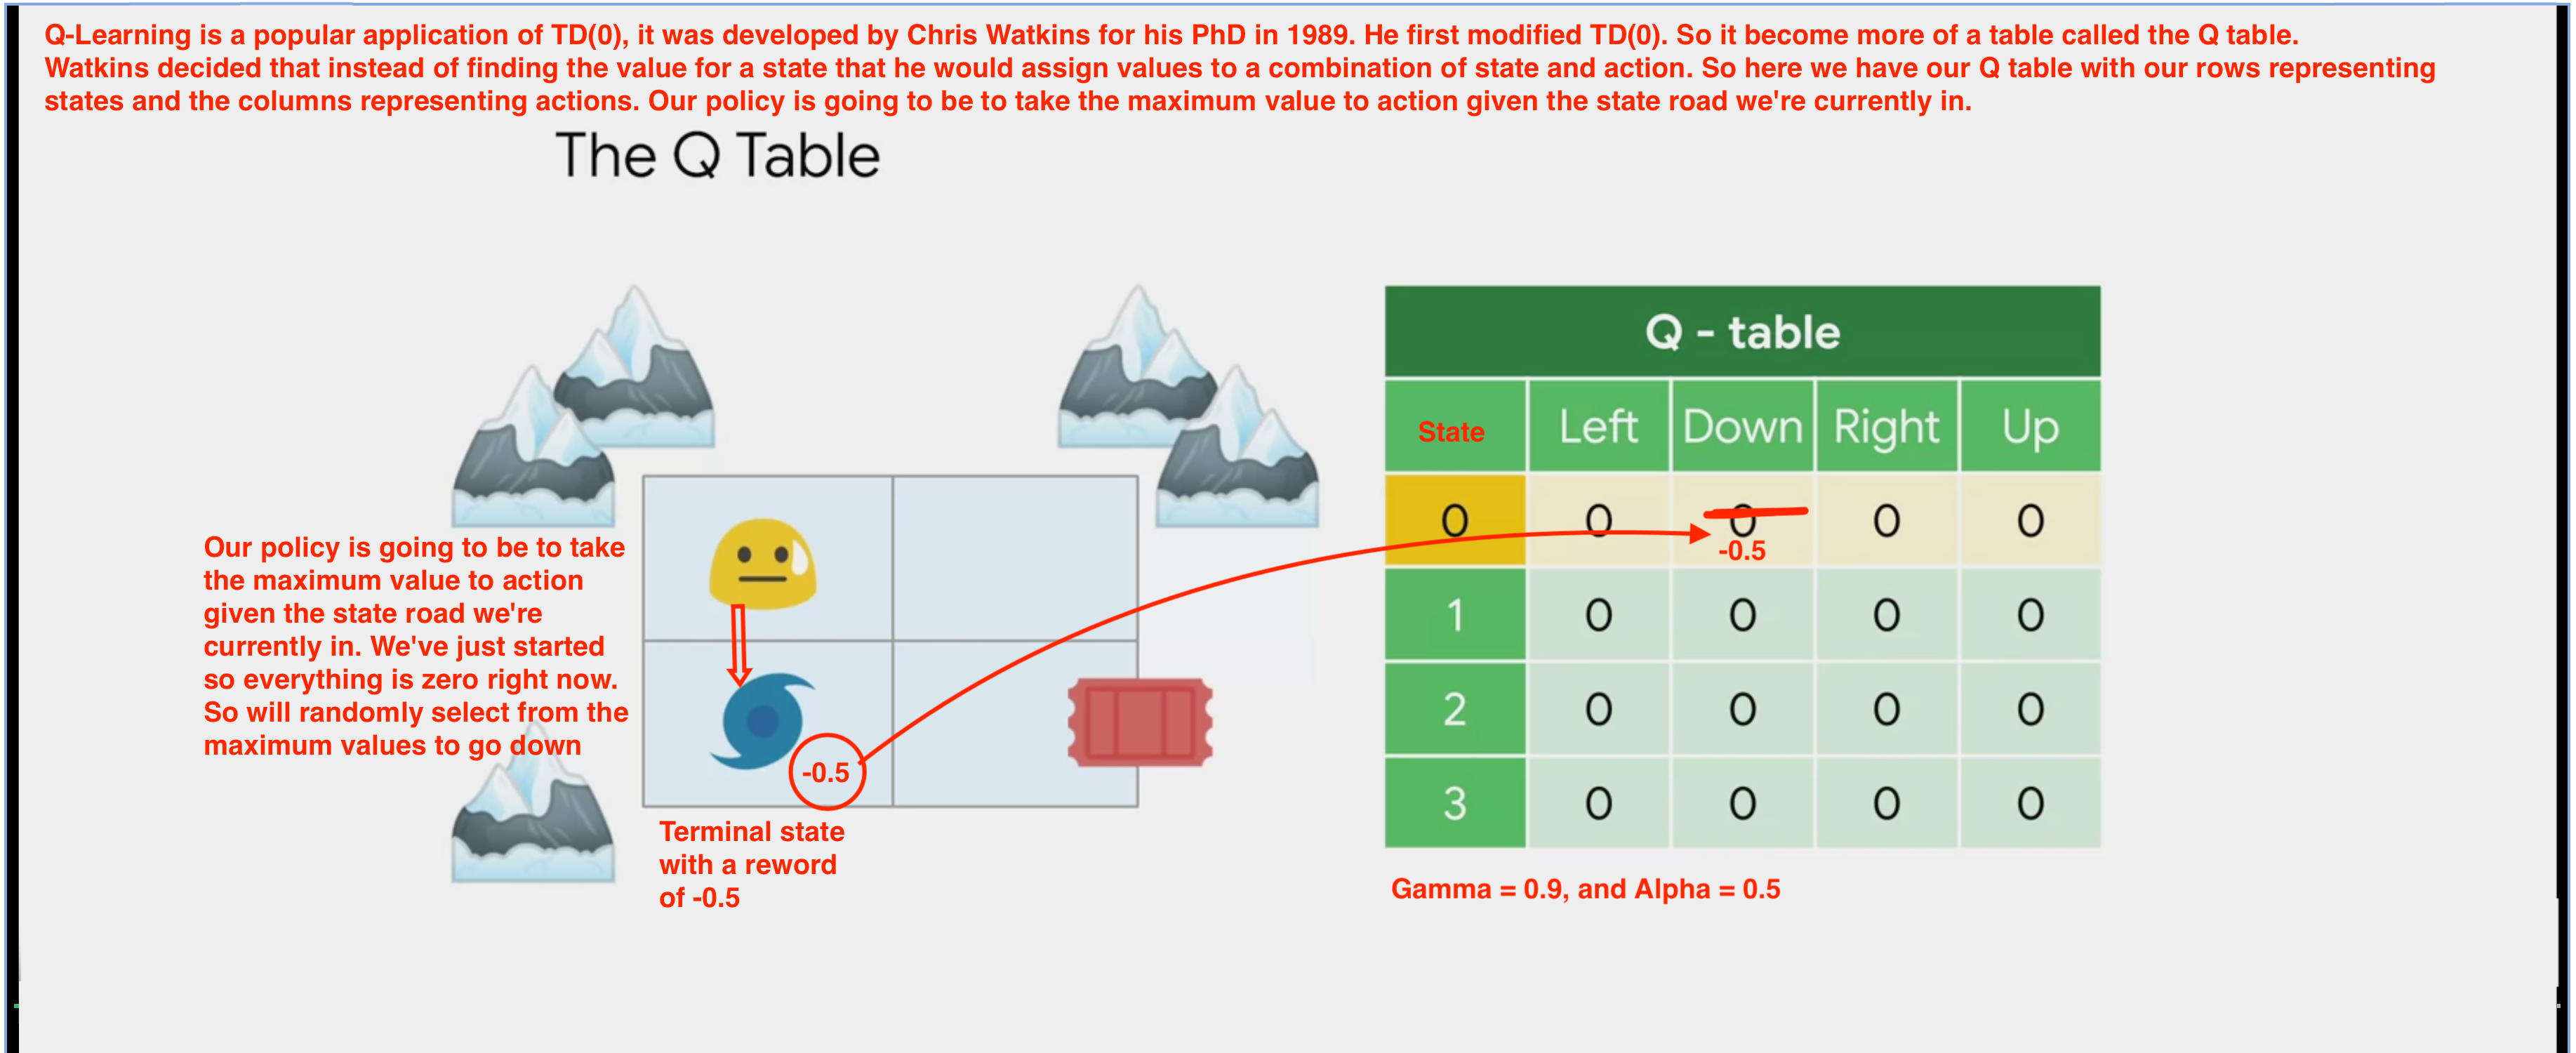 Q-Learning is a popular application of TD(0), it was developed by Chris Watkins for his PhD in 1989. He first modified TD(0). So it become more of a table called the Q table.
Watkins decided that instead of finding the value for a state that he would assign values to a combination of state and action. So here we have our Q table with our rows representing
states and the columns representing actions. Our policy is going to be to take the maximum value to action given the state road we're currently in.
The Q Table
Our policy is going to be to take
the maximum value to action
given the state road we're
currently in. We've just started
so everything is zero right now.
So will randomly select from the
maximum values to go down
-0.5
Terminal state
with a reword
of -0.5
Q - table
State Left Down Right Up
0 0 0 0 0
-0.5
1 0 0 0 0
2 0 0 0 0
3 0 0 0 0
Gamma = 0.9, and Alpha = 0.5